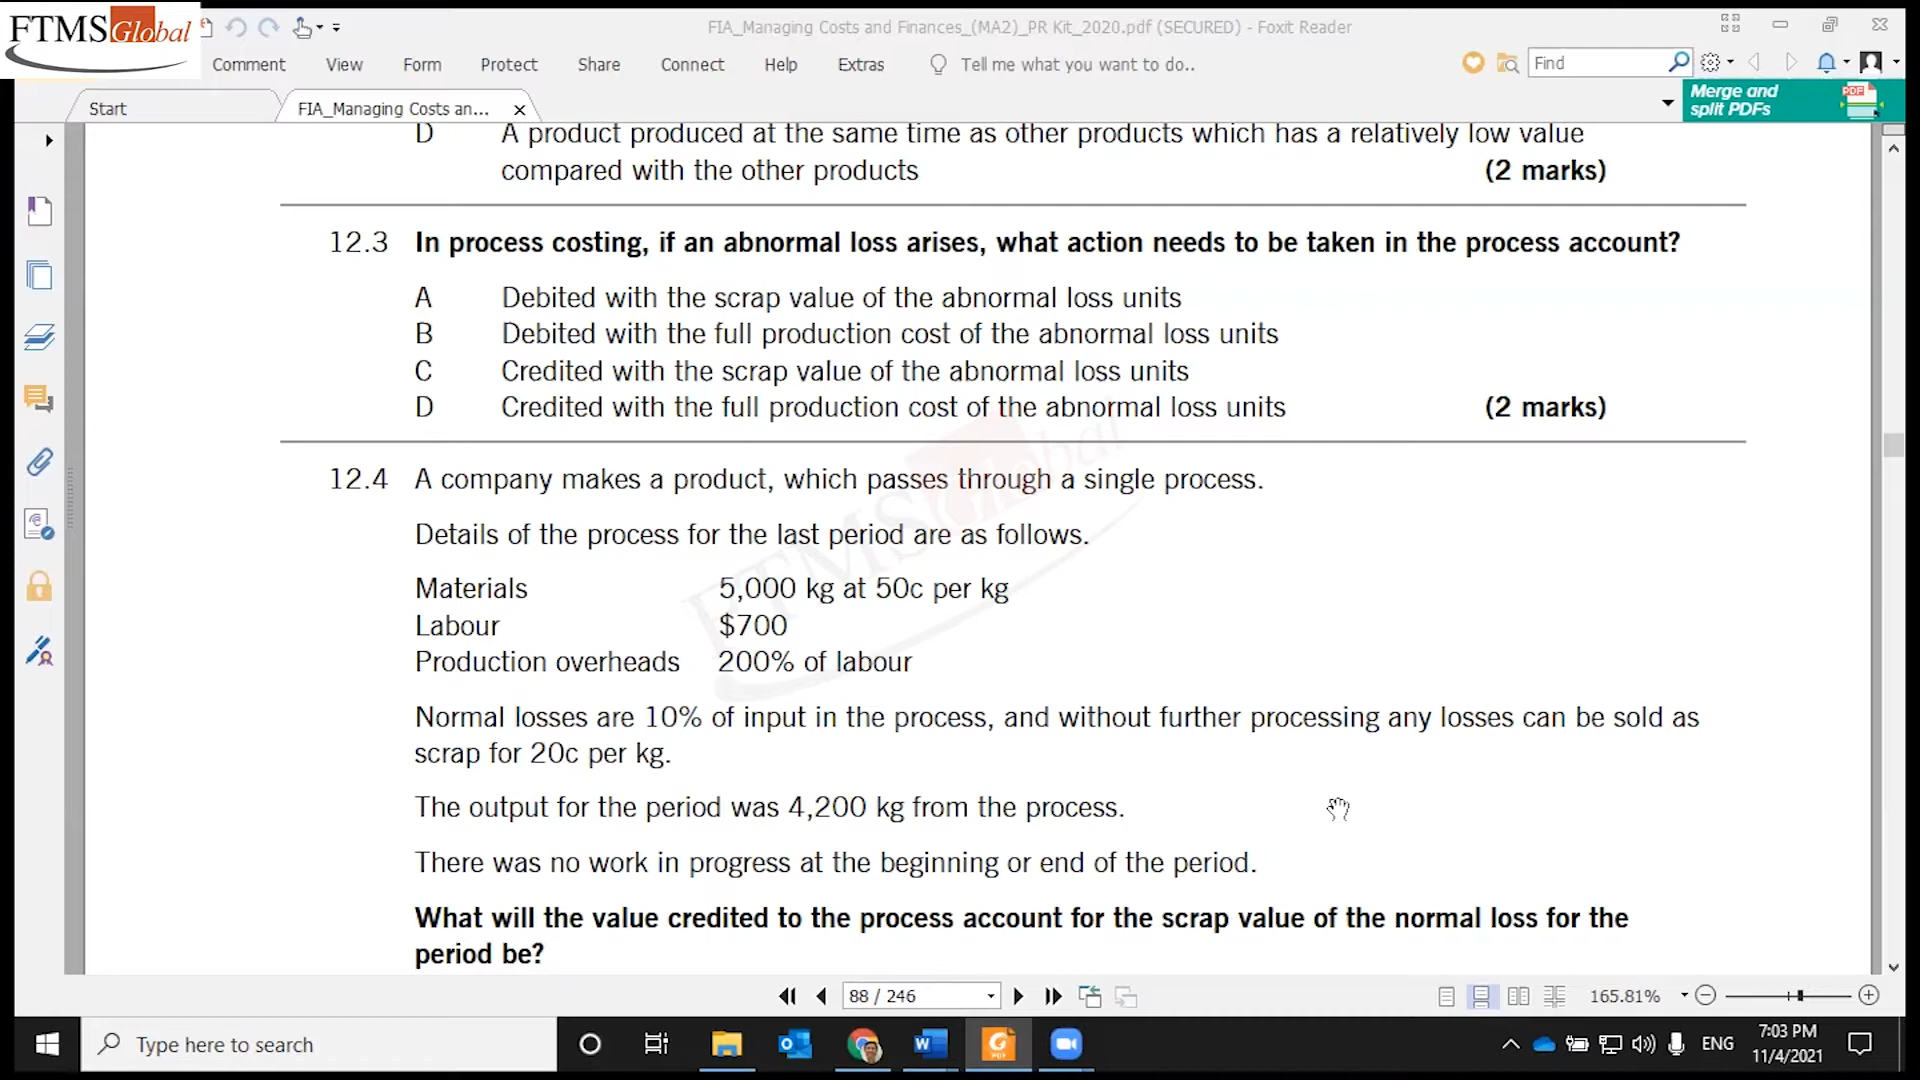 FTMSGlobal
FIA_Managing Costs and Finances_(MA2)_PR Kit_2020.pdf (SECURED) - Foxit Reader
Comment View Form Protect Share Connect Help Extras Tell me what you want to do.. Find
Start FIA_Managing Costs an...
Merge and
split PDFs
PDF
D A product produced at the same time as other products which has a relatively low value
compared with the other products (2 marks)
12.3 In process costing, if an abnormal loss arises, what action needs to be taken in the process account?
A Debited with the scrap value of the abnormal loss units
B Debited with the full production cost of the abnormal loss units
C Credited with the scrap value of the abnormal loss units
D Credited with the full production cost of the abnormal loss units (2 marks)
FTMSGlobal
12.4 A company makes a product, which passes through a single process.
Details of the process for the last period are as follows.
Materials 5,000 kg at 50c per kg
Labour $700
Production overheads 200% of labour
Normal losses are 10% of input in the process, and without further processing any losses can be sold as
scrap for 20c per kg.
The output for the period was 4,200 kg from the process.
There was no work in progress at the beginning or end of the period.
What will the value credited to the process account for the scrap value of the normal loss for the
period be?
88 / 246 165.81%
Type here to search ENG 7:03 PM
11/4/2021